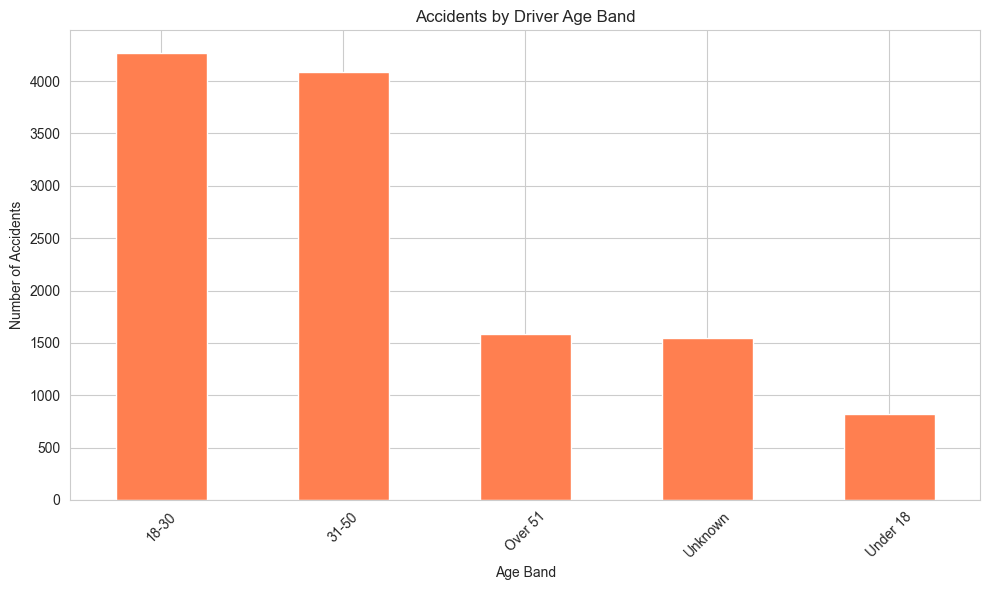 Accidents by Driver Age Band
Number of Accidents
4000
3500
3000
2500
2000
1500
1000
500
0
18-30
31-50
Over 51
Unknown
Under 18
Age Band